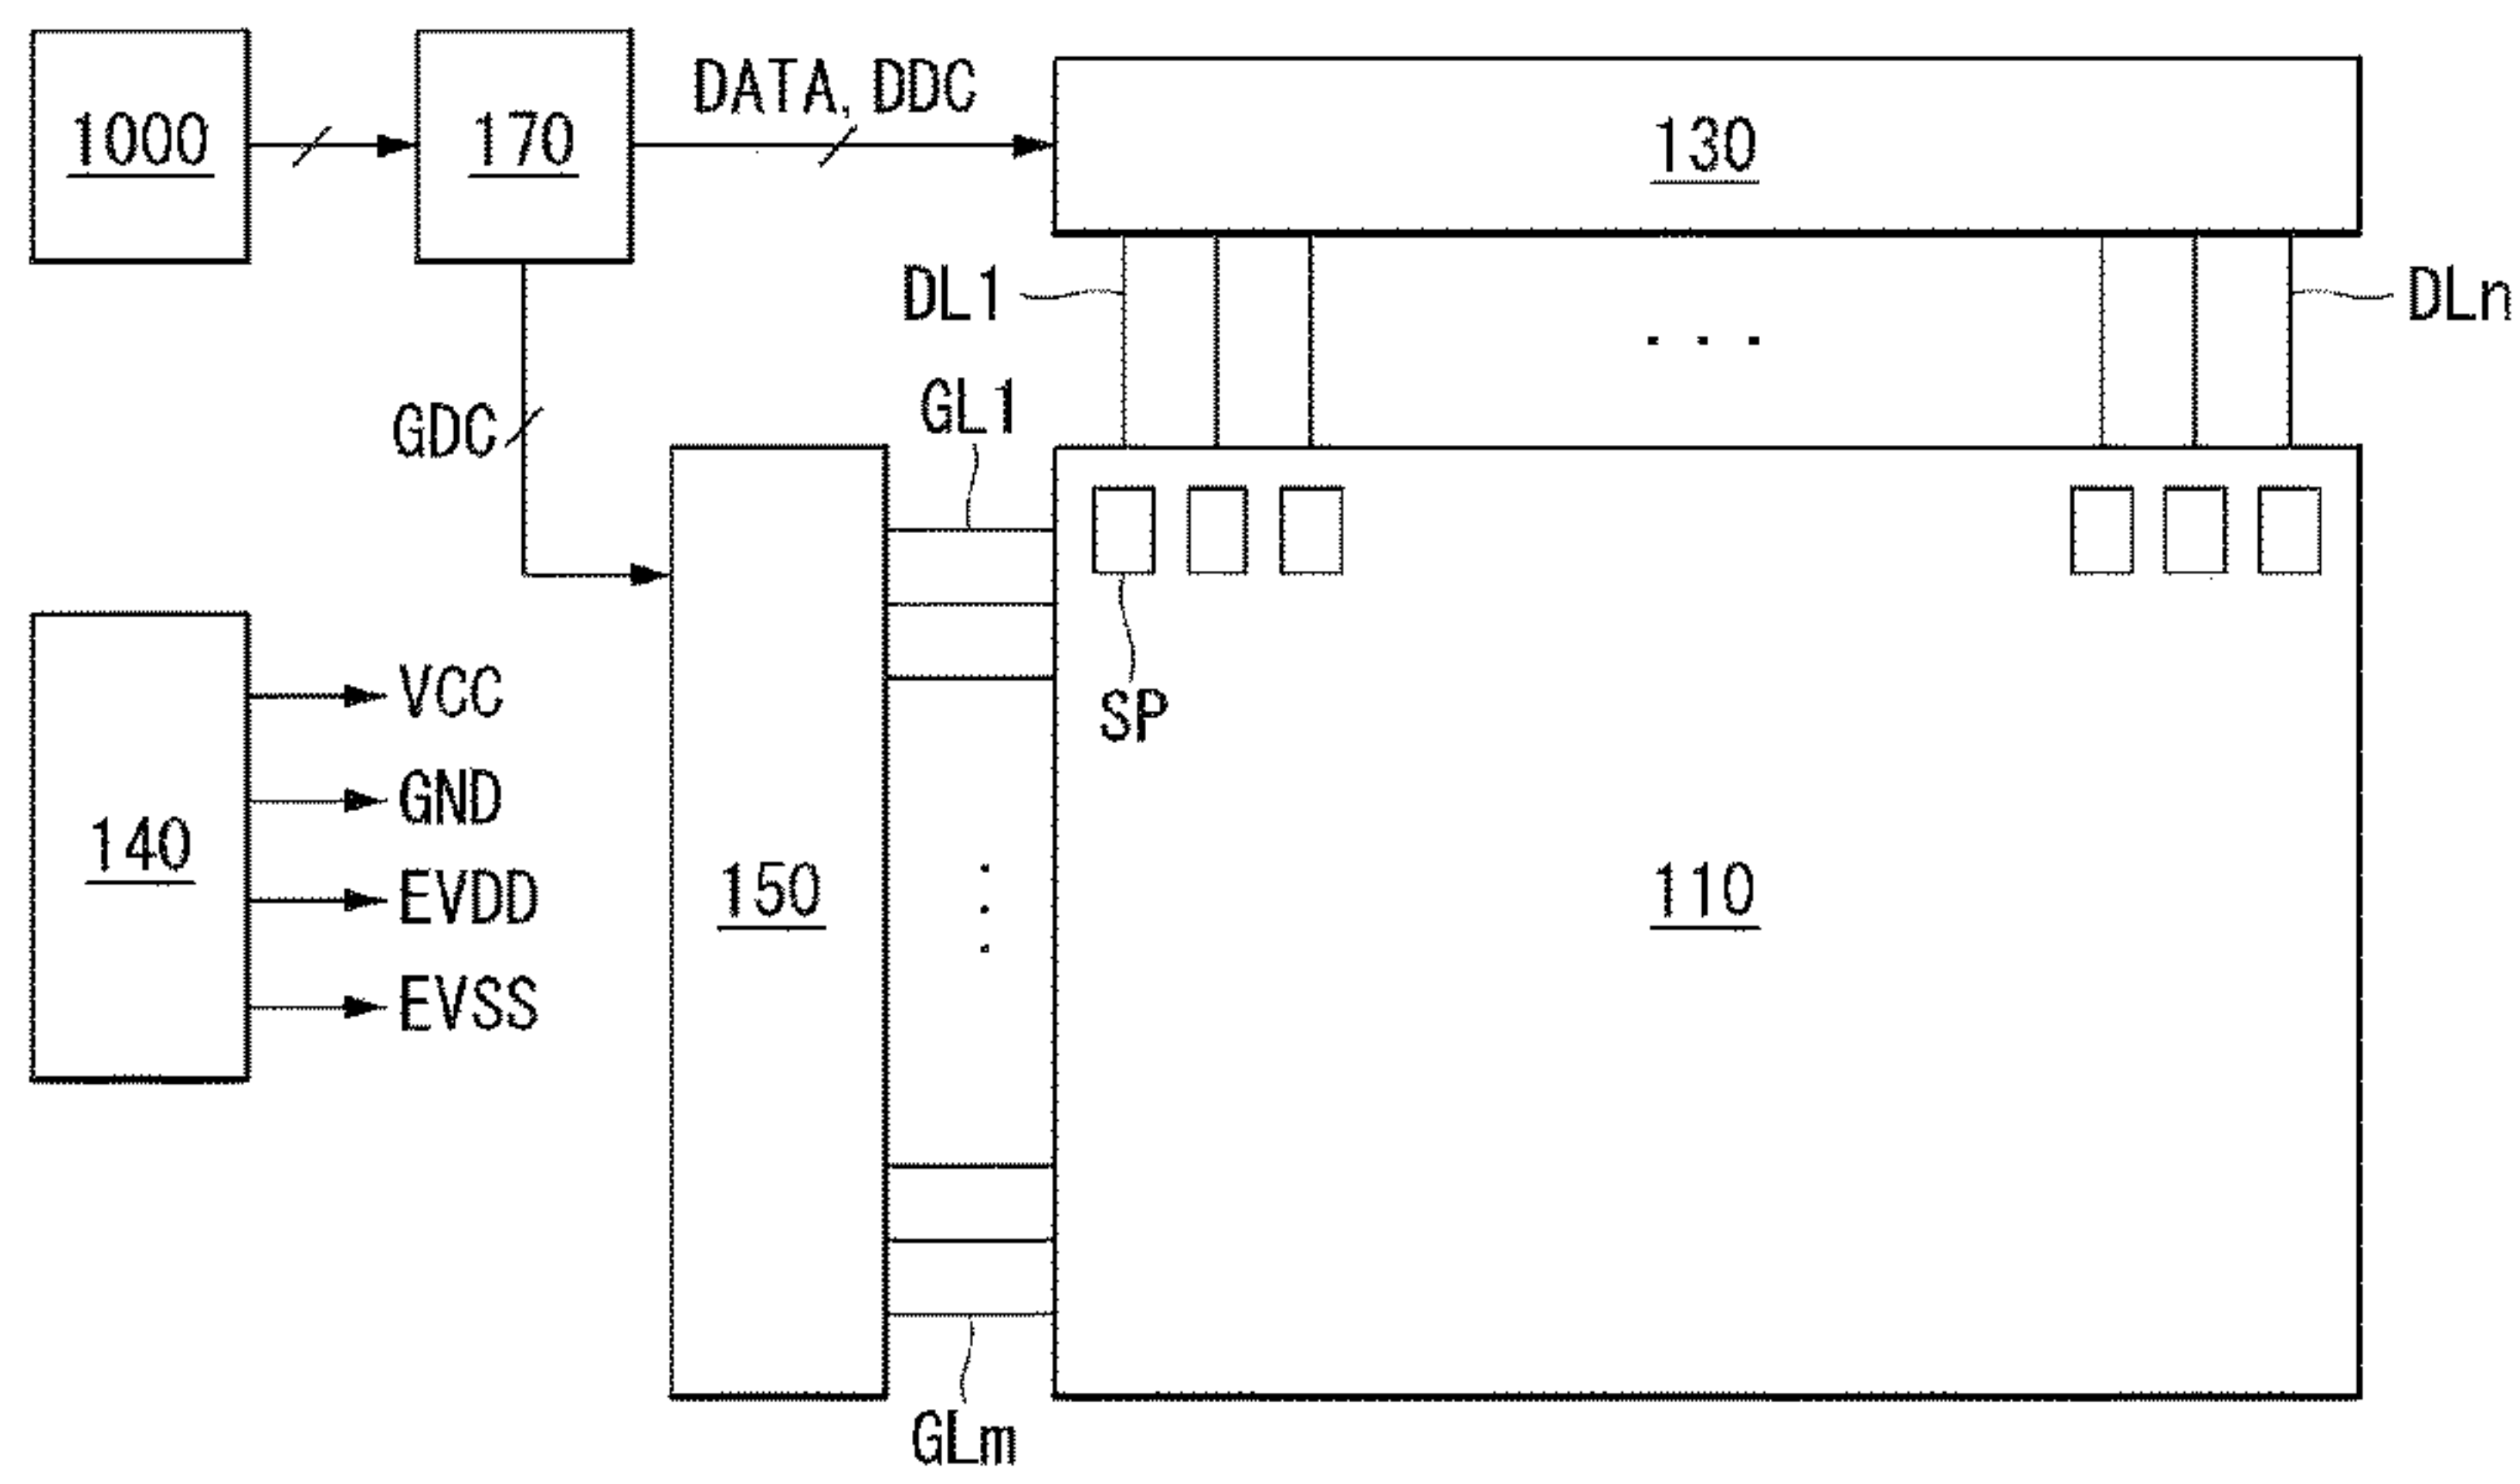 1000
170
DATA, DDC
130
DL1
DLn
GDC
GL1
SP
140
VCC
GND
EVDD
EVSS
150
110
GLm